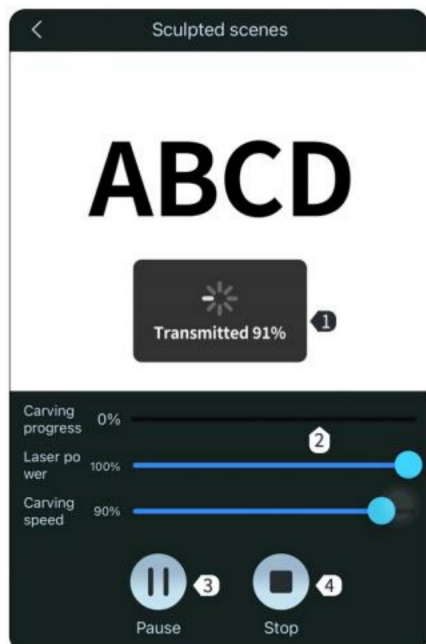 Sculpted scenes
ABCD
Transmitted 91%
1
Carving
progress
0%
2
Laser po
wer
100%
Carving
speed
90%
3
4
Pause
Stop